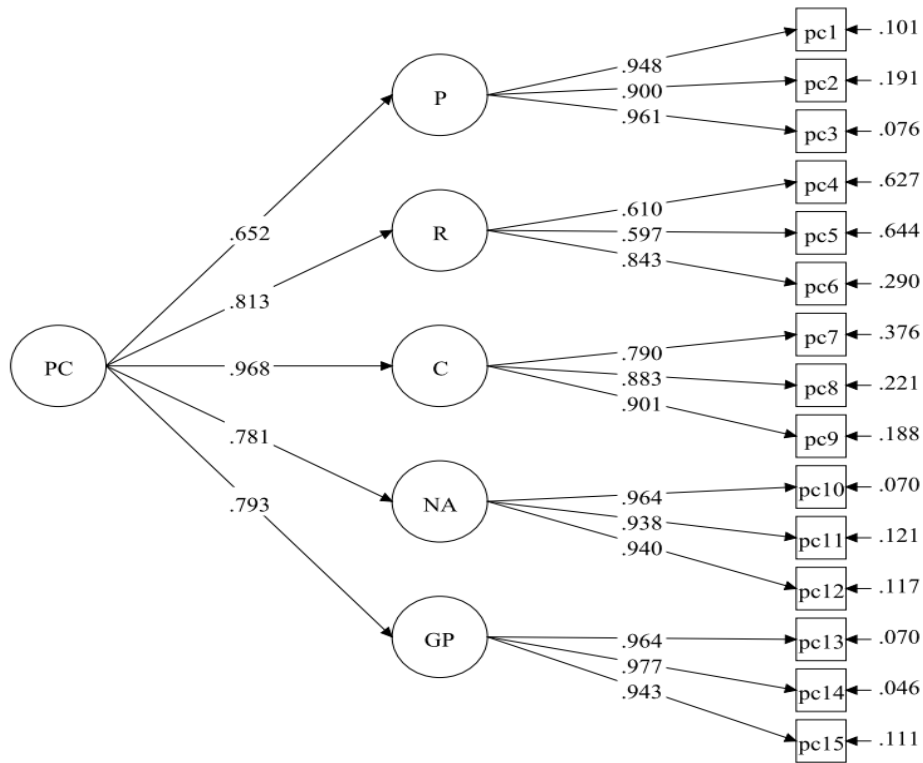 pc1 .101
.948
P
pc2 .191
.900
.961
pc3 .076
pc4 .627
.610
R
.652
pc5 .644
.597
.843
pc6 .290
.813
pc7 .376
.790
PC
.968
C
.883
pc8 .221
.901
pc9 .188
.781
pc10 .070
.964
.793
NA
.938
pc11 .121
.940
pc12 .117
GP
.964
pc13 .070
.977
pc14 .046
.943
pc15 .111